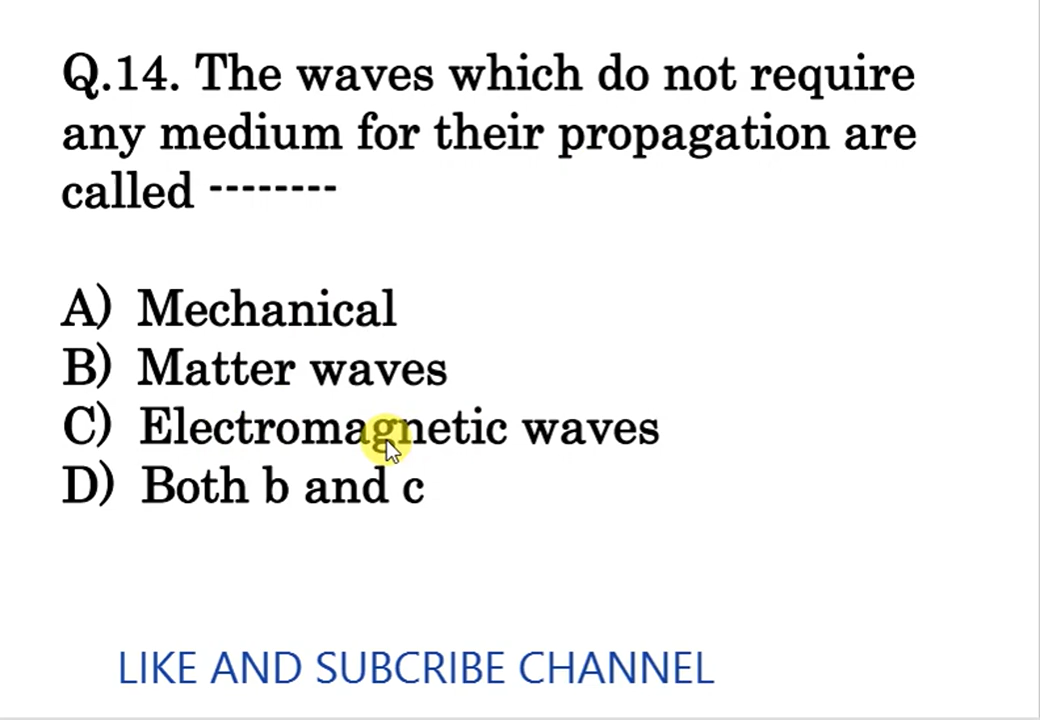 Q.14. The waves which do not require
any medium for their propagation are
called --------
A) Mechanical
B) Matter waves
C) Electromagnetic waves
D) Both b and c
LIKE AND SUBCRIBE CHANNEL